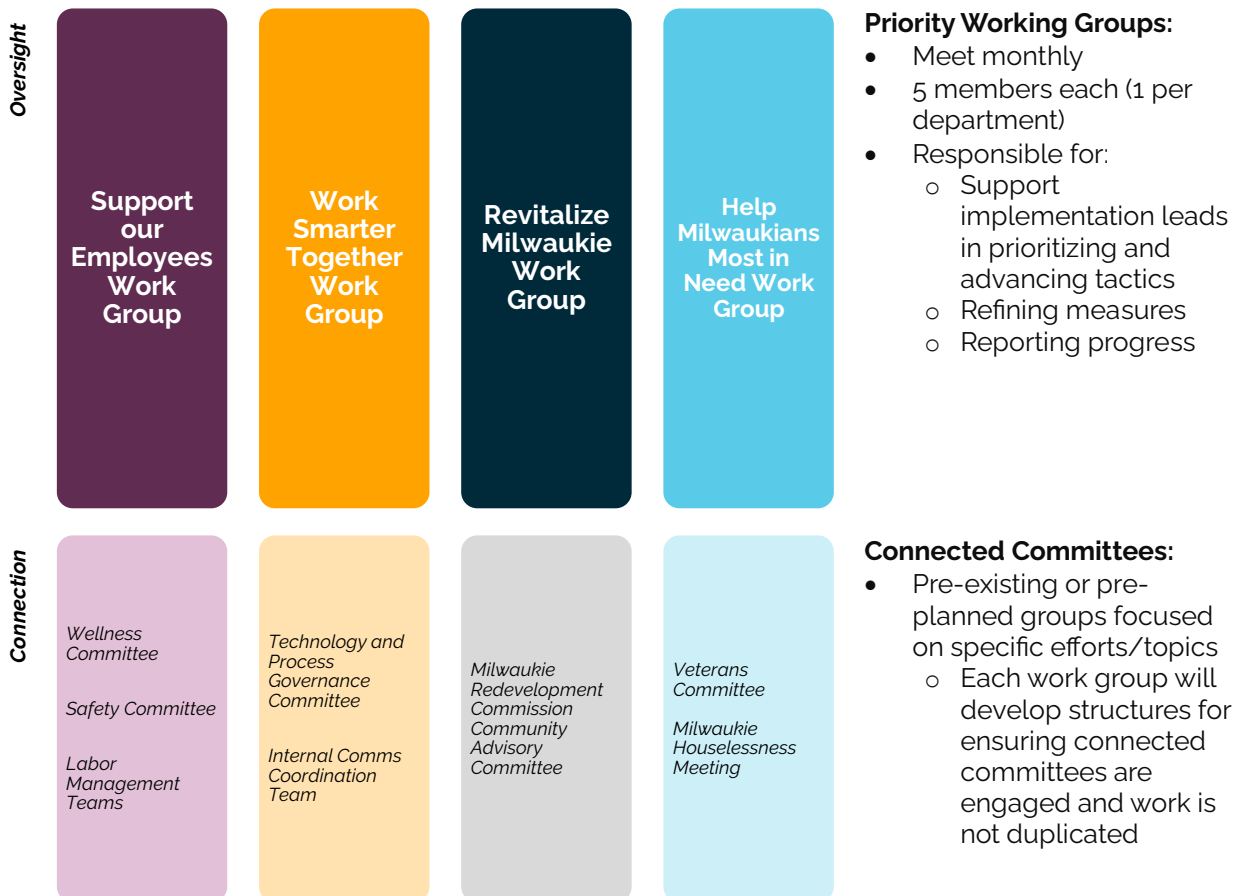 Oversight
Support
our
Employees
Work
Group
Work
Smarter
Together
Work
Group
Revitalize
Milwaukie
Work
Group
Help
Milwaukians
Most in
Need Work
Group
Priority Working Groups:
• Meet monthly
• 5 members each (1 per
department)
• Responsible for:
o Support
implementation leads
in prioritizing and
advancing tactics
o Refining measures
o Reporting progress
Connection
Wellness
Committee
Safety Committee
Labor
Management
Teams
Technology and
Process
Governance
Committee
Internal Comms
Coordination
Team
Milwaukie
Redevelopment
Commission
Community
Advisory
Committee
Veterans
Committee
Milwaukie
Houselessness
Meeting
Connected Committees:
• Pre-existing or pre-
planned groups focused
on specific efforts/topics
o Each work group will
develop structures for
ensuring connected
committees are
engaged and work is
not duplicated